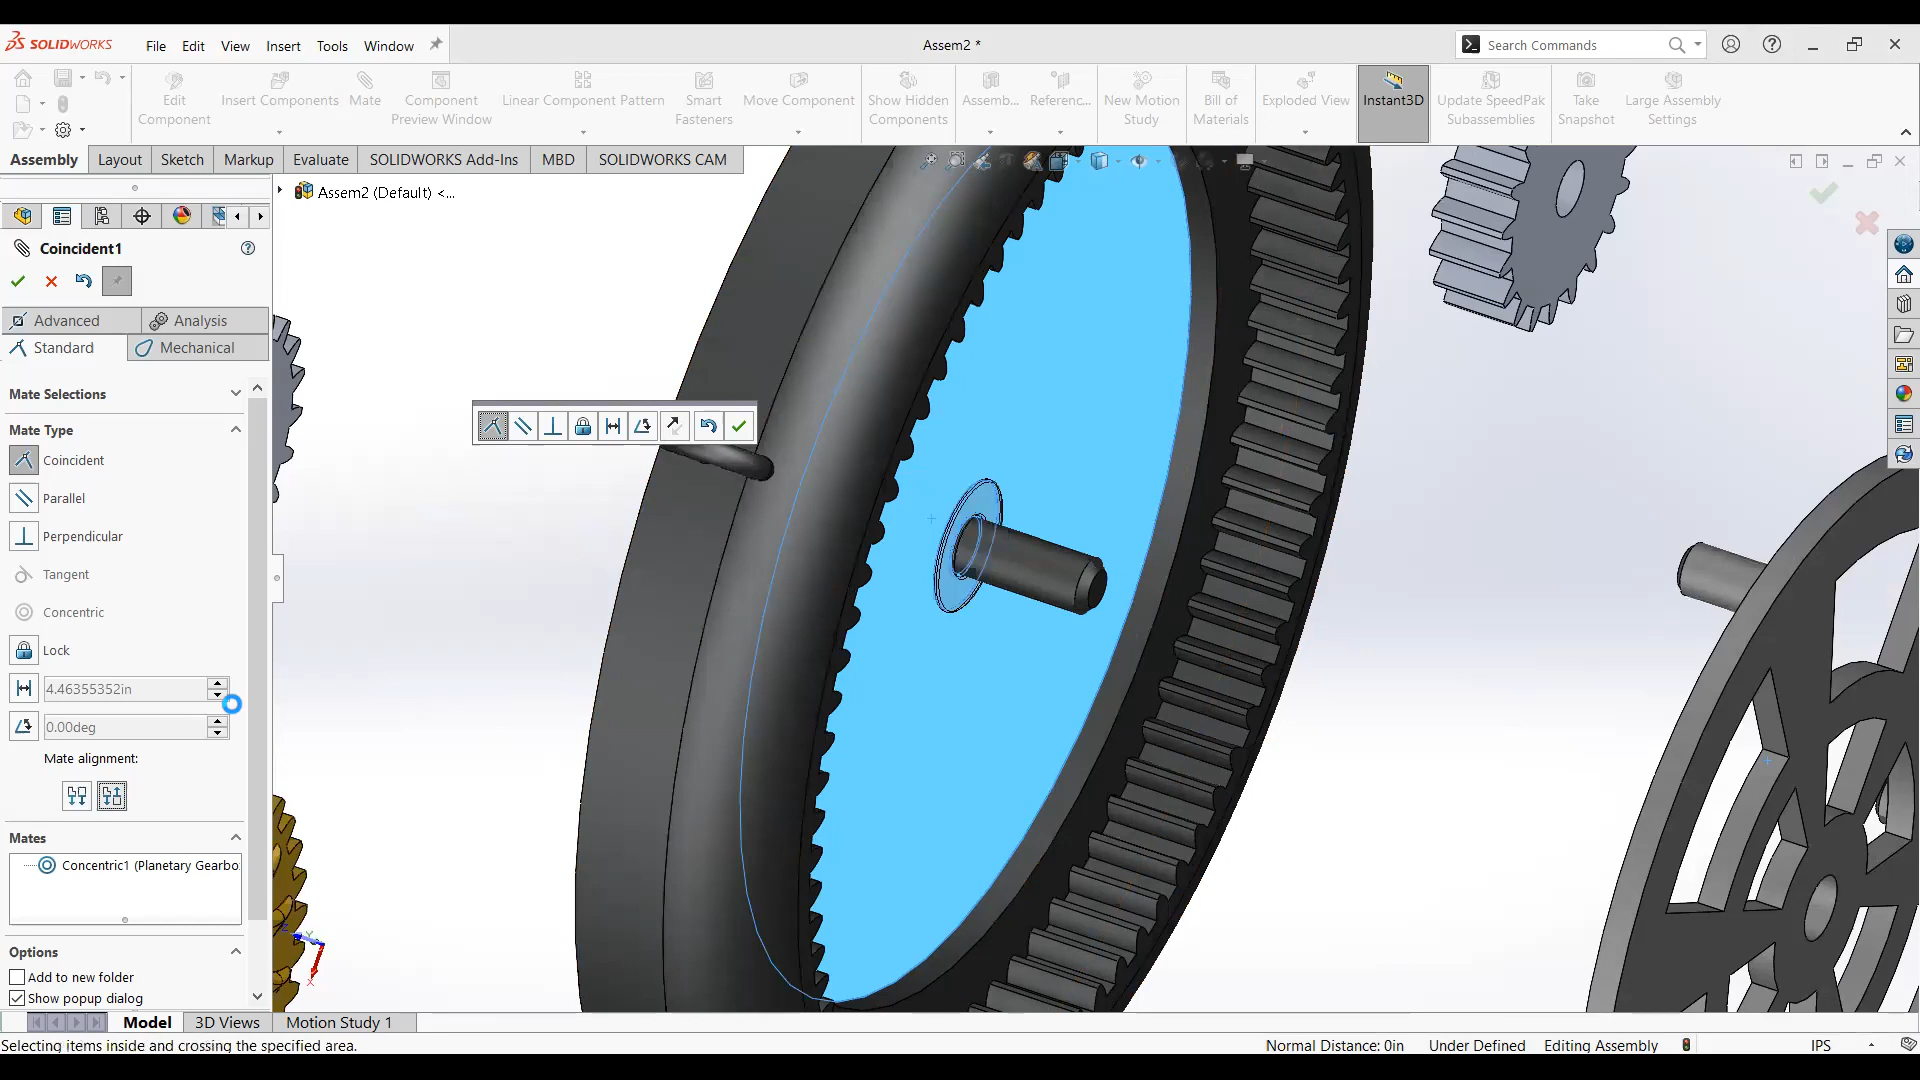 SOLIDWORKS
File Edit View Insert Tools Window
Assem2 *
Search Commands
Edit Component
Insert Components
Mate
Component Preview Window
Linear Component Pattern
Smart Fasteners
Move Component
Show Hidden Components
Assemb...
Referenc...
New Motion Study
Bill of Materials
Exploded View
Instant3D
Update SpeedPak Subassemblies
Take Snapshot
Large Assembly Settings
Assembly Layout Sketch Markup Evaluate SOLIDWORKS Add-Ins MBD SOLIDWORKS CAM
Assem2 (Default) <...
Coincident1
Advanced Analysis
Standard Mechanical
Mate Selections
Mate Type
Coincident
Parallel
Perpendicular
Tangent
Concentric
Lock
4.46355352in
0.00deg
Mate alignment:
Mates
Concentric1 (Planetary Gearbo
Options
Add to new folder
Show popup dialog
Model 3D Views Motion Study 1
Selecting items inside and crossing the specified area.
Normal Distance: 0in Under Defined Editing Assembly IPS